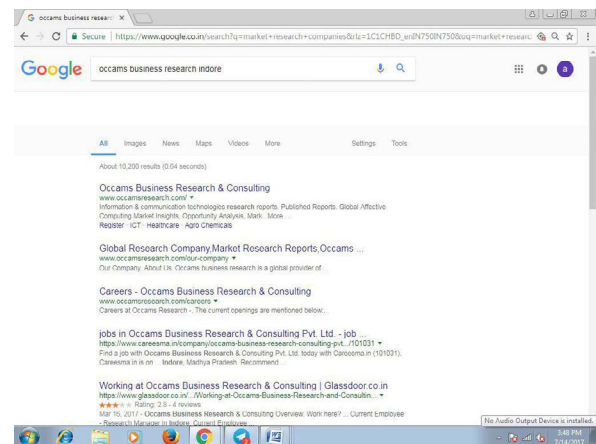 occams business researc
Secure | https://www.google.co.in/search?q=market+research+companies&rlz=1C1CHBD_enIN750IN750&oq=market+researc
Google
occams business research indore
a
All Images News Maps Videos More Settings Tools
About 10,200 results (0.04 seconds)
Occams Business Research & Consulting
www.occamsresearch.com/
Information & communication technologies research reports. Published Reports. Global Affective
Computing Market Insights, Opportunity Analysis, Mark.. More ...
Register · ICT · Healthcare · Agro Chemicals
Global Research Company,Market Research Reports,Occams ...
www.occamsresearch.com/our-company
Our Company. About Us. Occams business research is a global provider of ...
Careers - Occams Business Research & Consulting
www.occamsresearch.com/careers
Careers at Occams Research -. The current openings are mentioned below..
jobs in Occams Business Research & Consulting Pvt. Ltd. - job ...
https://www.careesma.in/company/occams-business-research-consulting-pvt.../101031
Find a job with Occams Business Research & Consulting Pvt. Ltd. today with Careesma.in (101031).
Careesma.in is on ... Indore, Madhya Pradesh. Recommend ...
Working at Occams Business Research & Consulting | Glassdoor.co.in
https://www.glassdoor.co.in/.../Working-at-Occams-Business-Research-and-Consultin...
Rating: 2.8 - 4 reviews
Mar 16, 2017 - Occams Business Research & Consulting Overview. Work here? ... Current Employee
- Research Manager in Indore. Current Employee ...
No Audio Output Device is installed.
3:48 PM
7/14/2017